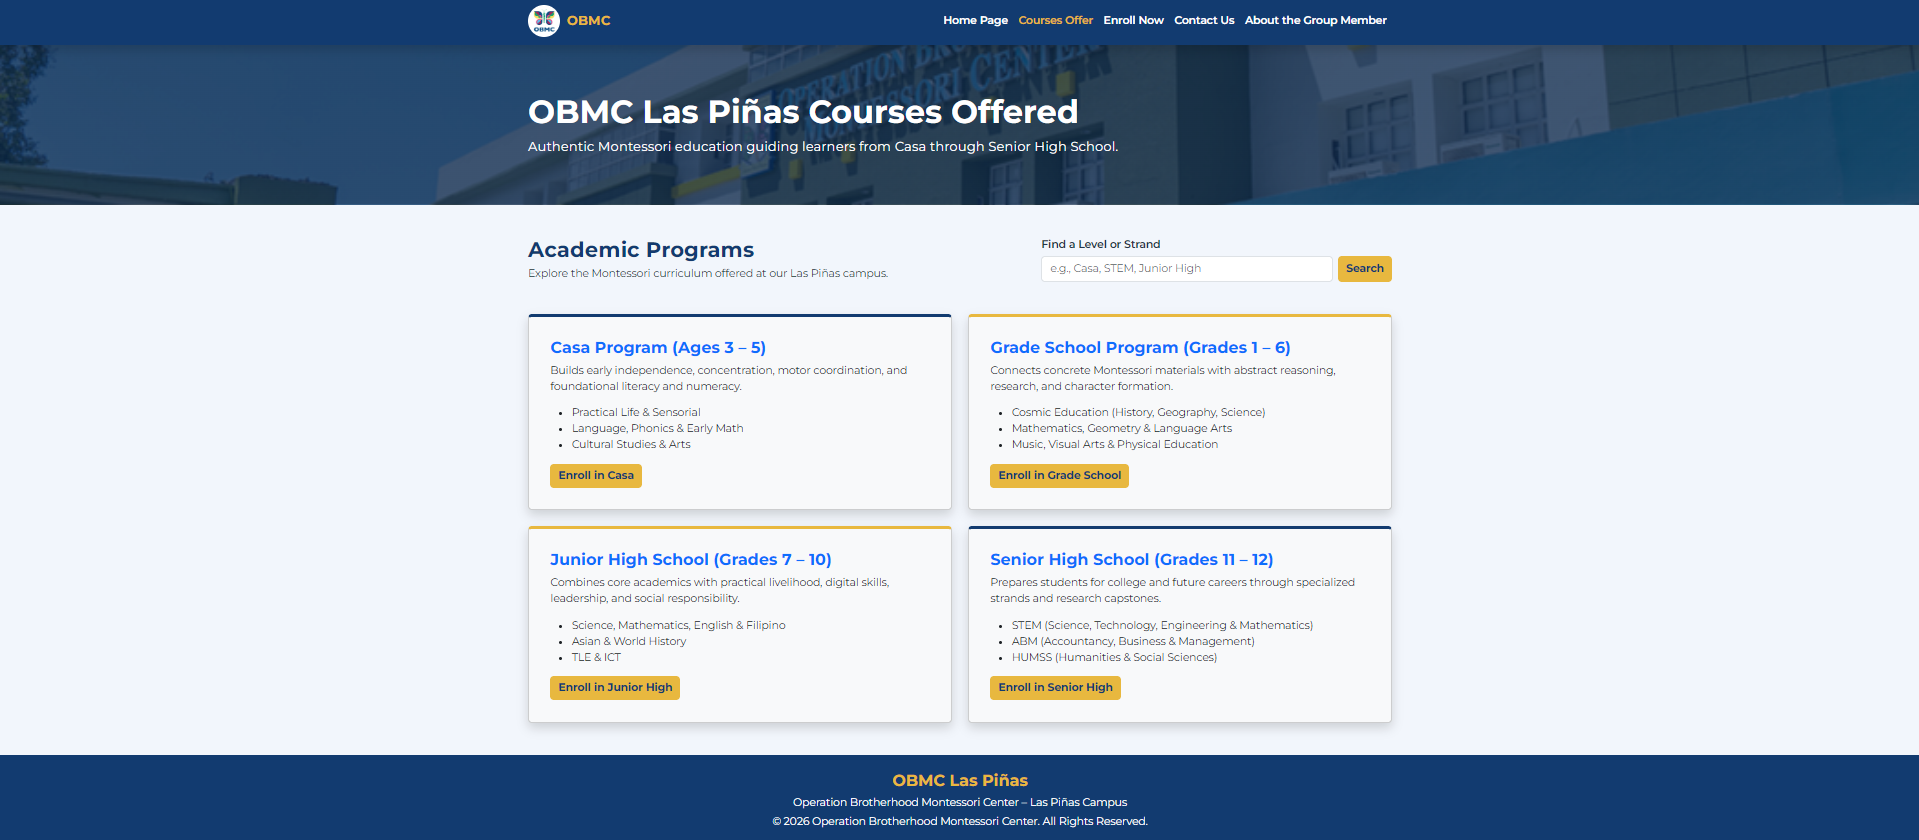 OBMC
OBMC
Home Page
Courses Offer
Enroll Now
Contact Us
About the Group Member
OPERATION BRO
MONTESSORI CENTER
OBMC Las Piñas Courses Offered
Authentic Montessori education guiding learners from Casa through Senior High School.
Academic Programs
Explore the Montessori curriculum offered at our Las Piñas campus.
Find a Level or Strand
e.g., Casa, STEM, Junior High
Search
Casa Program (Ages 3 – 5)
Builds early independence, concentration, motor coordination, and
foundational literacy and numeracy.
• Practical Life & Sensorial
• Language, Phonics & Early Math
• Cultural Studies & Arts
Enroll in Casa
Grade School Program (Grades 1 – 6)
Connects concrete Montessori materials with abstract reasoning,
research, and character formation.
• Cosmic Education (History, Geography, Science)
• Mathematics, Geometry & Language Arts
• Music, Visual Arts & Physical Education
Enroll in Grade School
Junior High School (Grades 7 – 10)
Combines core academics with practical livelihood, digital skills,
leadership, and social responsibility.
• Science, Mathematics, English & Filipino
• Asian & World History
• TLE & ICT
Enroll in Junior High
Senior High School (Grades 11 – 12)
Prepares students for college and future careers through specialized
strands and research capstones.
• STEM (Science, Technology, Engineering & Mathematics)
• ABM (Accountancy, Business & Management)
• HUMSS (Humanities & Social Sciences)
Enroll in Senior High
OBMC Las Piñas
Operation Brotherhood Montessori Center – Las Piñas Campus
© 2026 Operation Brotherhood Montessori Center. All Rights Reserved.